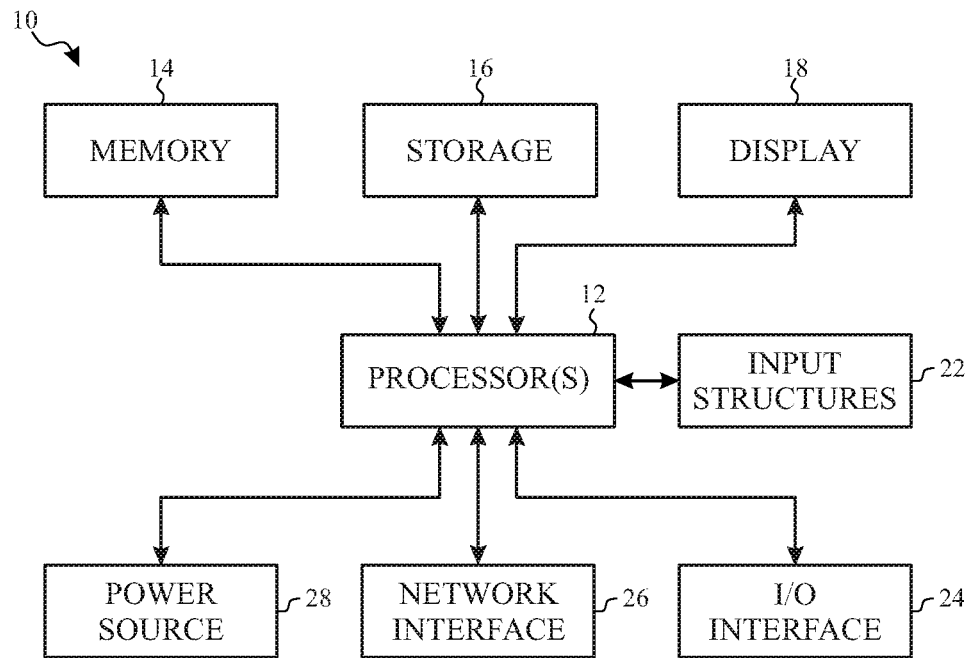 10
14
16
18
MEMORY
STORAGE
DISPLAY
12
PROCESSOR(S)
INPUT
STRUCTURES
22
POWER
SOURCE
28
NETWORK
INTERFACE
26
I/O
INTERFACE
24